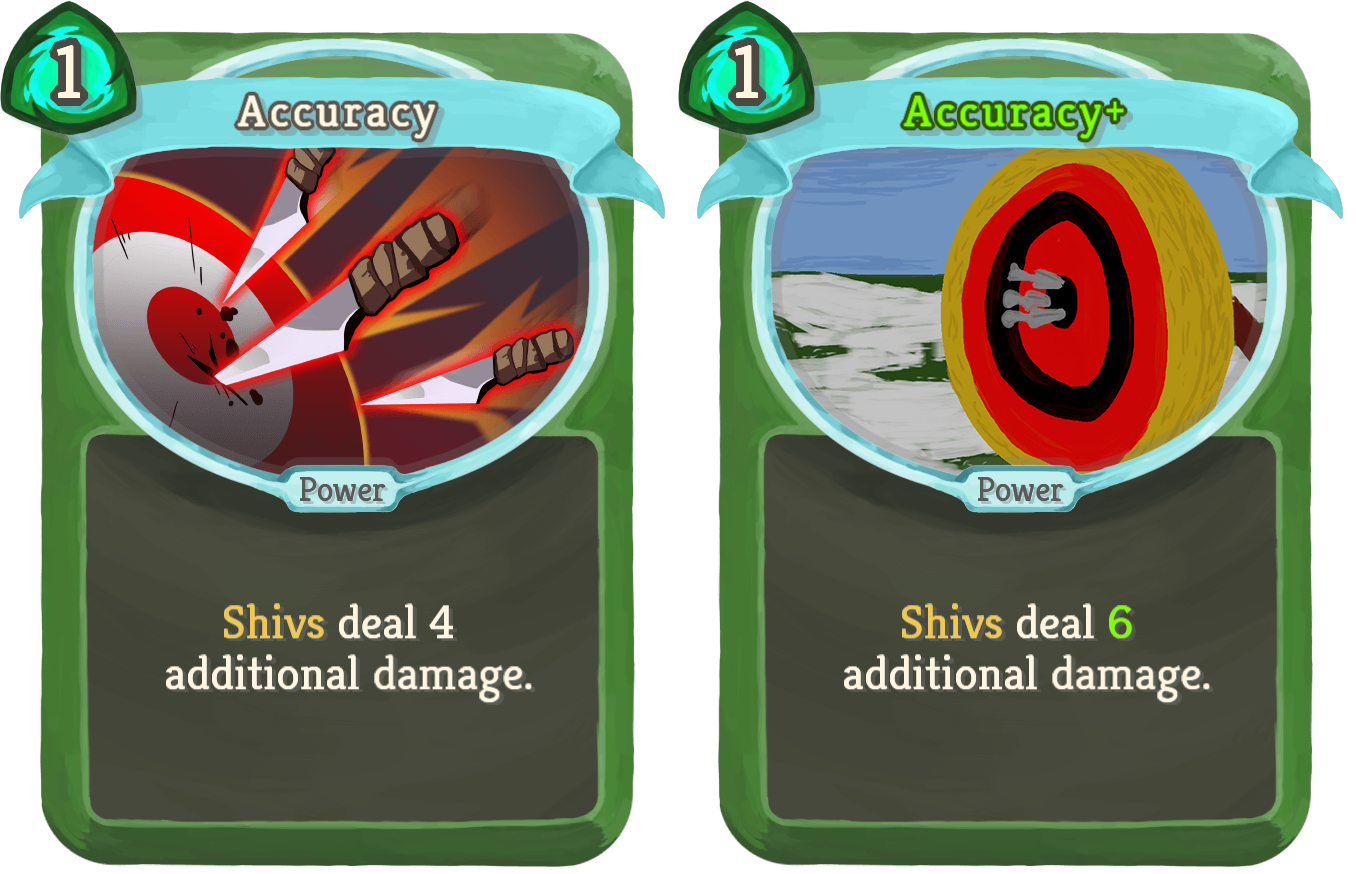 1
Accuracy
Power
Shivs deal 4
additional damage.
1
Accuracy+
Power
Shivs deal 6
additional damage.